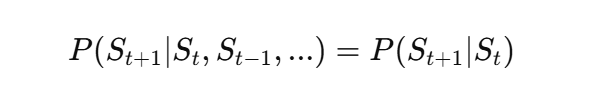 P(S_{t+1}|S_t, S_{t-1}, ...) = P(S_{t+1}|S_t)